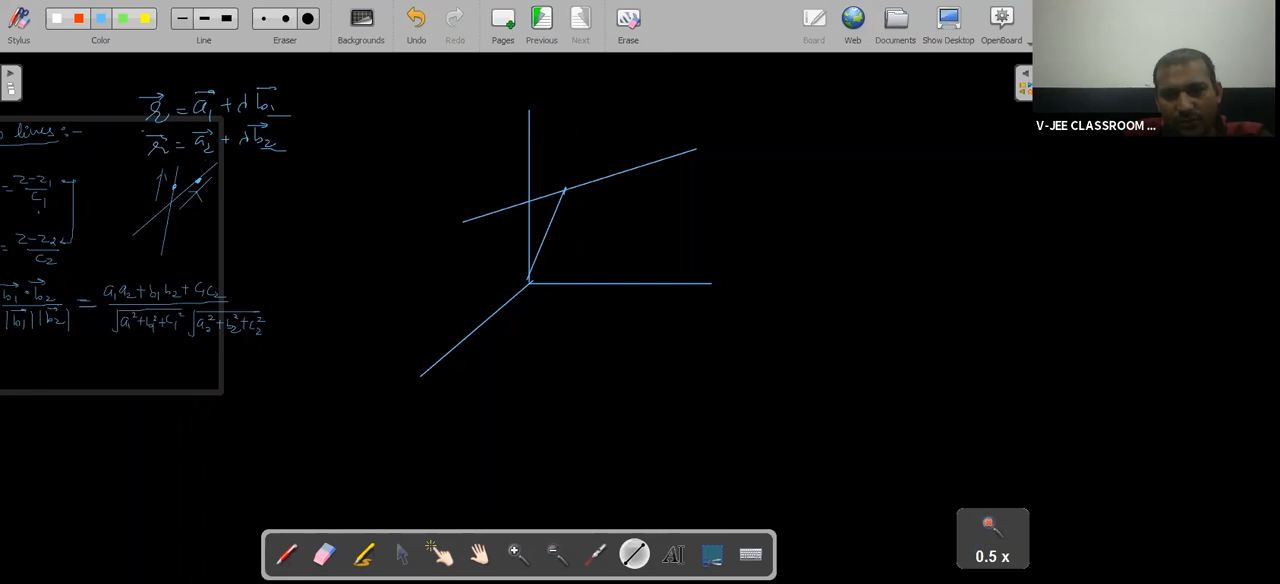 Stylus Color Line Eraser Backgrounds Undo Redo Pages Previous Next Erase Board Web Documents Show Desktop OpenBoard
V-JEE CLASSROOM ...
r⃗ = a⃗₁ + λ b⃗₁
r⃗ = a⃗₂ + λ b⃗₂
lines :-
= z-z₁/c₁
= z-z₂/c₂
b⃗₁ · b⃗₂ / |b⃗₁| |b⃗₂| = a₁a₂ + b₁b₂ + c₁c₂ / √a₁²+b₁²+c₁² √a₂²+b₂²+c₂²
AI
0.5 x